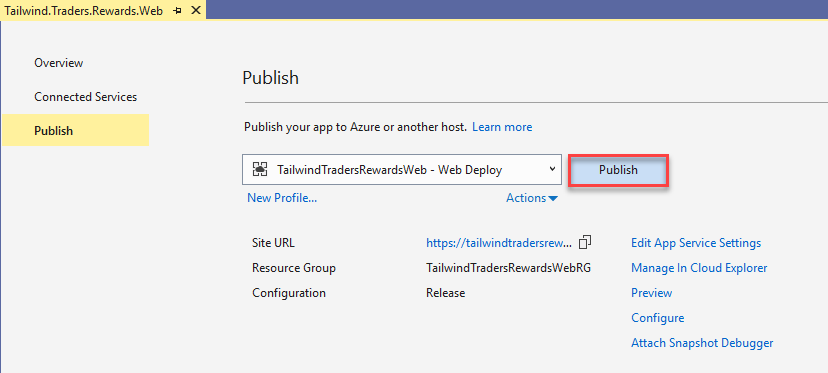 Tailwind.Traders.Rewards.Web
Overview
Connected Services
Publish
Publish
Publish your app to Azure or another host. Learn more
TailwindTradersRewardsWeb - Web Deploy
Publish
New Profile...
Actions
Site URL
https://tailwindtradersrew...
Edit App Service Settings
Resource Group
TailwindTradersRewardsWebRG
Manage In Cloud Explorer
Configuration
Release
Preview
Configure
Attach Snapshot Debugger